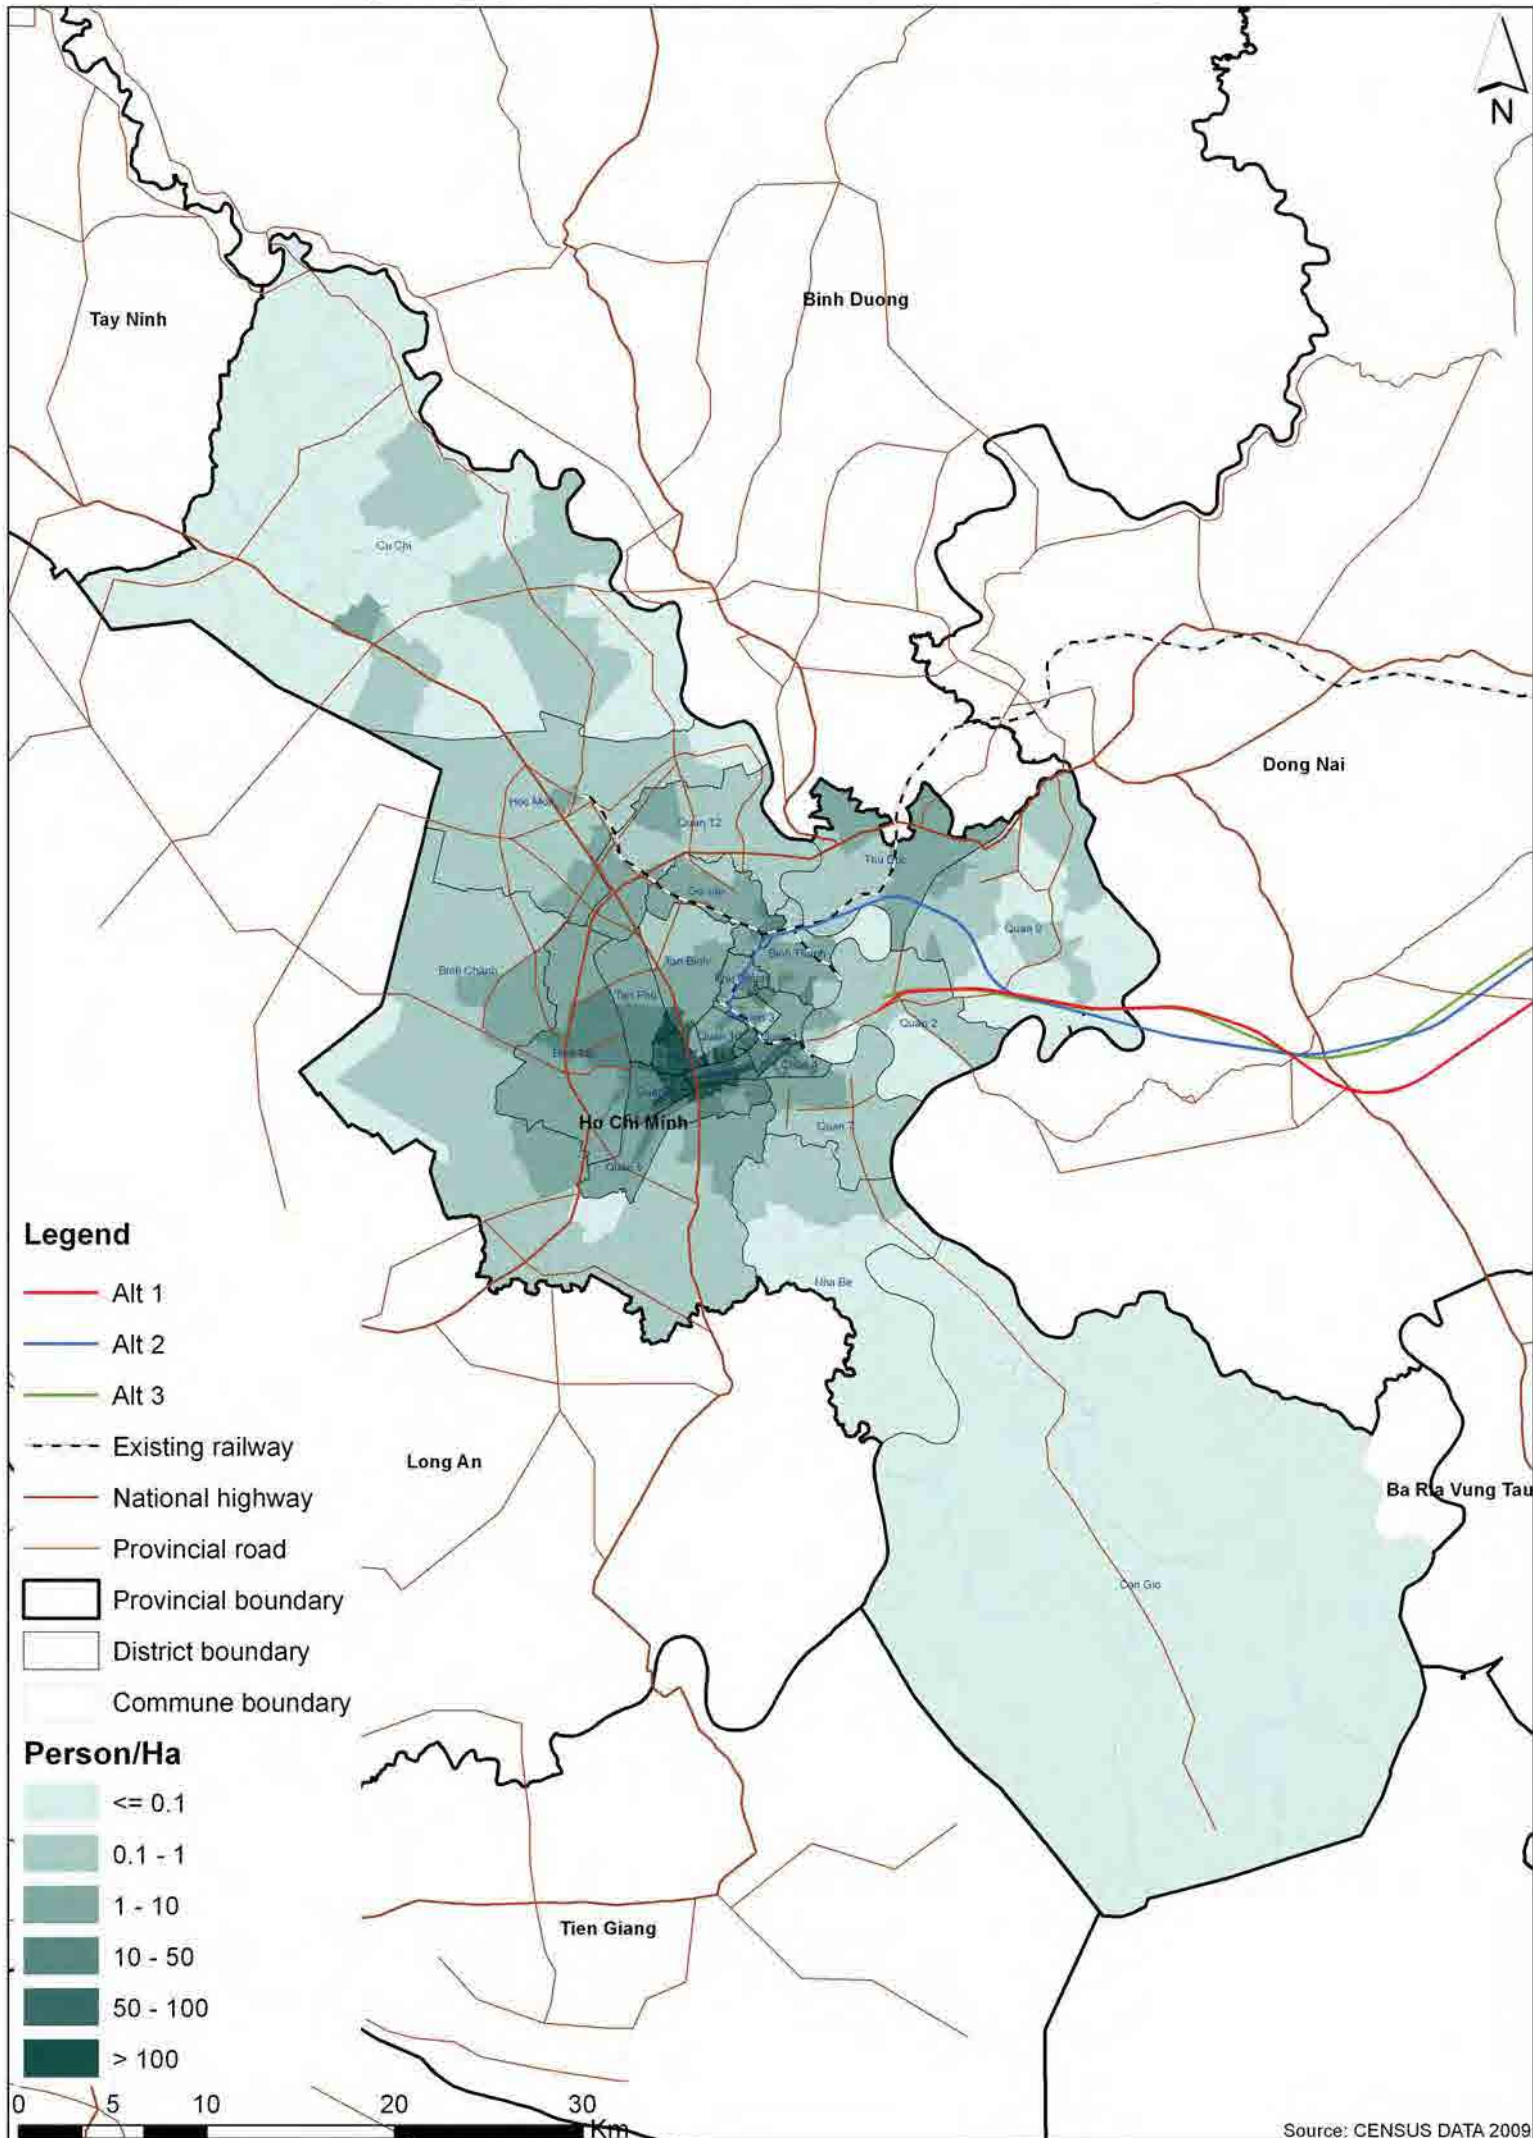 N
Binh Duong
Tay Ninh
Cu Chi
Dong Nai
Hoc Mon
Quan 12
Thu Duc
Go Vap
Quan 9
Binh Thanh
Tan Binh
Binh Chanh
Tan Phu
Quan 2
Ho Chi Minh
Quan 7
Nha Be
Legend
Alt 1
Alt 2
Alt 3
Existing railway
National highway
Provincial road
Provincial boundary
District boundary
Commune boundary
Long An
Ba Ria Vung Tau
Can Gio
Person/Ha
<= 0.1
0.1 - 1
1 - 10
10 - 50
50 - 100
> 100
Tien Giang
0 5 10 20 30
Km
Source: CENSUS DATA 2009